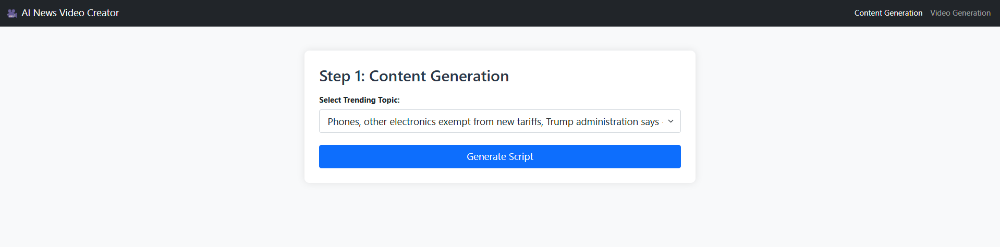 AI News Video Creator
Content Generation Video Generation
Step 1: Content Generation
Select Trending Topic:
Phones, other electronics exempt from new tariffs, Trump administration says
Generate Script